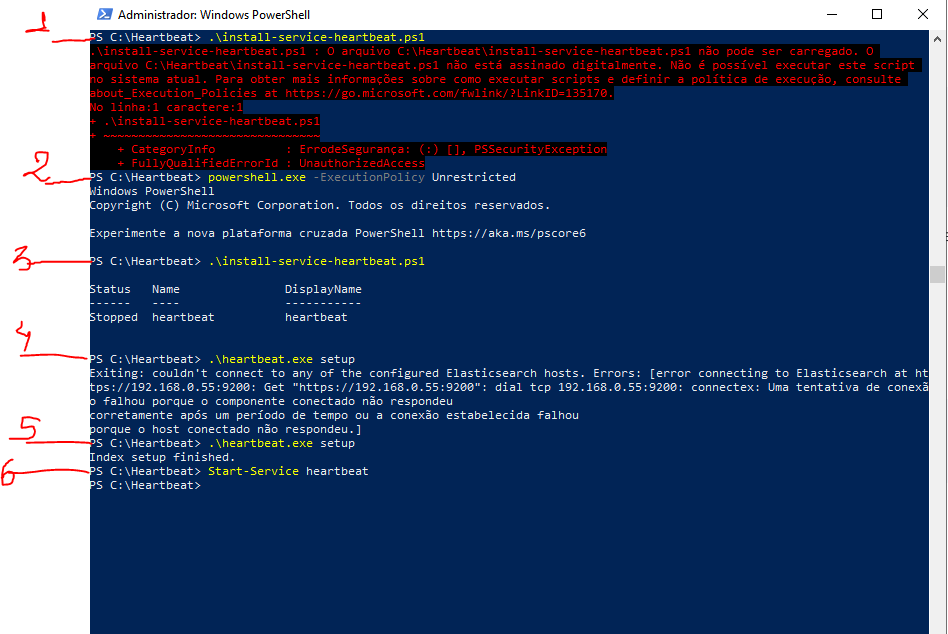 Administrador: Windows PowerShell
1
PS C:\Heartbeat> .\install-service-heartbeat.ps1
.\install-service-heartbeat.ps1 : O arquivo C:\Heartbeat\install-service-heartbeat.ps1 não pode ser carregado. O
arquivo C:\Heartbeat\install-service-heartbeat.ps1 não está assinado digitalmente. Não é possível executar este script
no sistema atual. Para obter mais informações sobre como executar scripts e definir a política de execução, consulte
about_Execution_Policies at https://go.microsoft.com/fwlink/?LinkID=135170.
No linha:1 caractere:1
+ .\install-service-heartbeat.ps1
+ ~~~~~~~~~~~~~~~~~~~~~~~~~~~~~~~
+ CategoryInfo : ErrodeSegurança: (:) [], PSSecurityException
+ FullyQualifiedErrorId : UnauthorizedAccess
2
PS C:\Heartbeat> powershell.exe -ExecutionPolicy Unrestricted
Windows PowerShell
Copyright (C) Microsoft Corporation. Todos os direitos reservados.
Experimente a nova plataforma cruzada PowerShell https://aka.ms/pscore6
3
PS C:\Heartbeat> .\install-service-heartbeat.ps1
Status Name DisplayName
------ ---- -----------
Stopped heartbeat heartbeat
4
PS C:\Heartbeat> .\heartbeat.exe setup
Exiting: couldn't connect to any of the configured Elasticsearch hosts. Errors: [error connecting to Elasticsearch at ht
tps://192.168.0.55:9200: Get "https://192.168.0.55:9200": dial tcp 192.168.0.55:9200: connectex: Uma tentativa de conexã
o falhou porque o componente conectado não respondeu
corretamente após um período de tempo ou a conexão estabelecida falhou
porque o host conectado não respondeu.]
5
PS C:\Heartbeat> .\heartbeat.exe setup
Index setup finished.
6
PS C:\Heartbeat> Start-Service heartbeat
PS C:\Heartbeat>